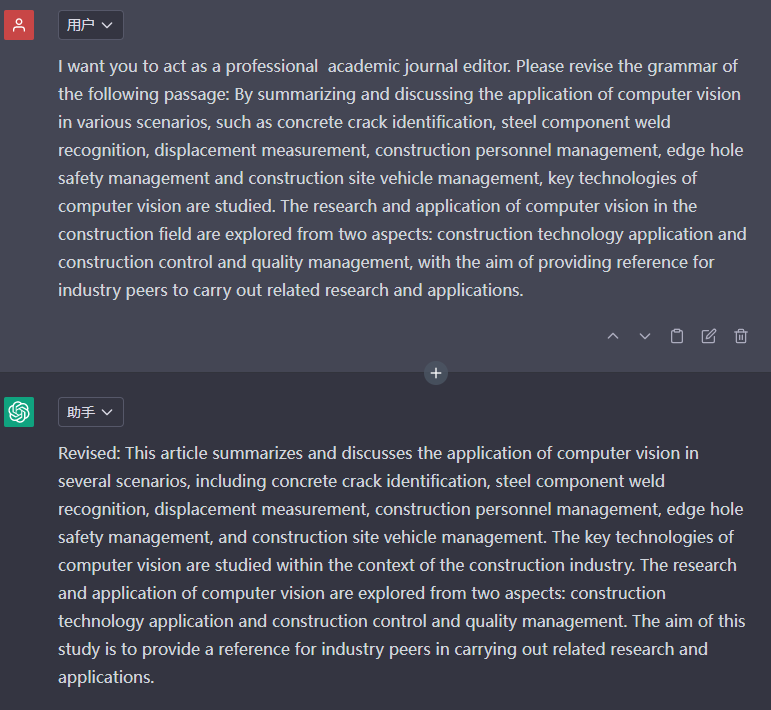 用户
I want you to act as a professional  academic journal editor. Please revise the grammar of
the following passage: By summarizing and discussing the application of computer vision
in various scenarios, such as concrete crack identification, steel component weld
recognition, displacement measurement, construction personnel management, edge hole
safety management and construction site vehicle management, key technologies of
computer vision are studied. The research and application of computer vision in the
construction field are explored from two aspects: construction technology application and
construction control and quality management, with the aim of providing reference for
industry peers to carry out related research and applications.
助手
Revised: This article summarizes and discusses the application of computer vision in
several scenarios, including concrete crack identification, steel component weld
recognition, displacement measurement, construction personnel management, edge hole
safety management, and construction site vehicle management. The key technologies of
computer vision are studied within the context of the construction industry. The research
and application of computer vision are explored from two aspects: construction
technology application and construction control and quality management. The aim of this
study is to provide a reference for industry peers in carrying out related research and
applications.